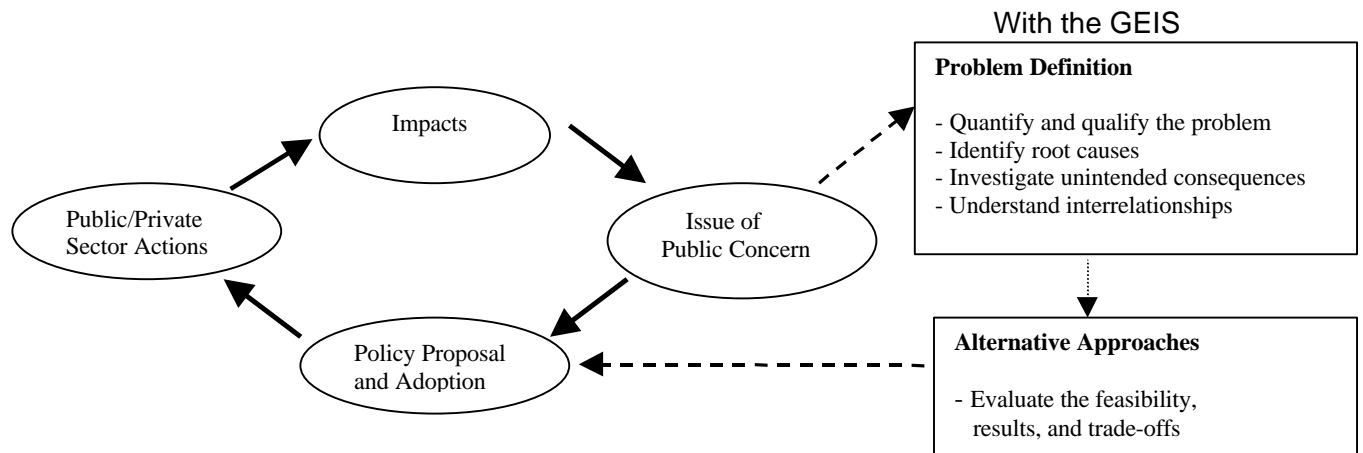 With the GEIS
Problem Definition
- Quantify and qualify the problem
- Identify root causes
- Investigate unintended consequences
- Understand interrelationships
Impacts
Public/Private
Sector Actions
Issue of
Public Concern
Policy Proposal
and Adoption
Alternative Approaches
- Evaluate the feasibility,
results, and trade-offs